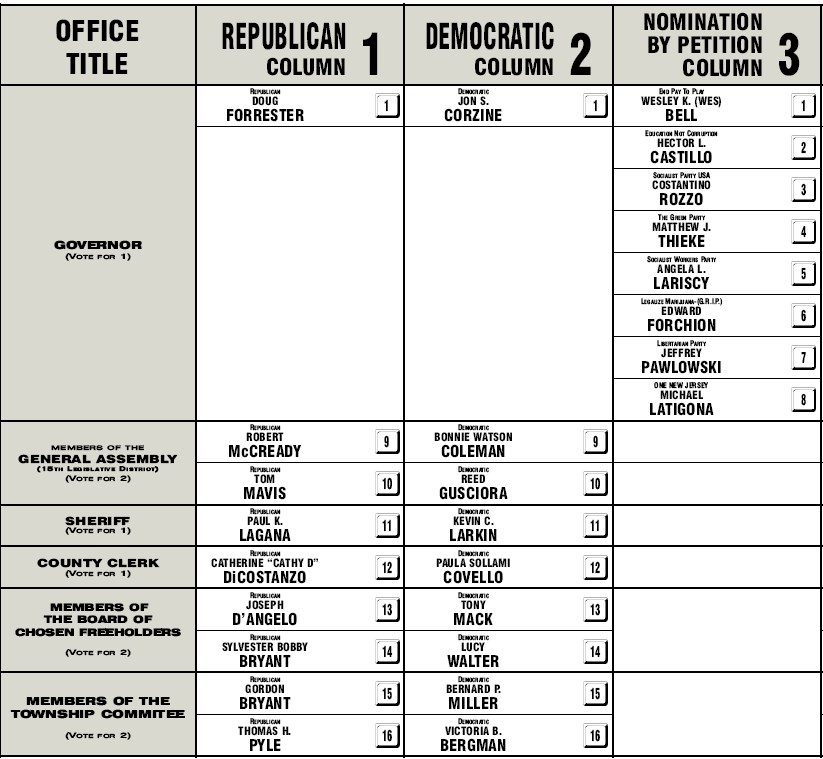 OFFICE
TITLE
REPUBLICAN
COLUMN 1
DEMOCRATIC
COLUMN 2
NOMINATION
BY PETITION
COLUMN 3
GOVERNOR
(VOTE FOR 1)
REPUBLICAN
DOUG
FORRESTER
1
DEMOCRATIC
JON S.
CORZINE
1
END PAY TO PLAY
WESLEY K. (WES)
BELL
1
EDUCATION NOT CORRUPTION
HECTOR L.
CASTILLO
2
SOCIALIST PARTY USA
COSTANTINO
ROZZO
3
THE GREEN PARTY
MATTHEW J.
THIEKE
4
SOCIALIST WORKERS PARTY
ANGELA L.
LARISCY
5
LEGALIZE MARIJUANA-(G.R.I.P.)
EDWARD
FORCHION
6
LIBERTARIAN PARTY
JEFFREY
PAWLOWSKI
7
ONE NEW JERSEY
MICHAEL
LATIGONA
8
MEMBERS OF THE
GENERAL ASSEMBLY
(15TH LEGISLATIVE DISTRICT)
(VOTE FOR 2)
REPUBLICAN
ROBERT
McCREADY
9
DEMOCRATIC
BONNIE WATSON
COLEMAN
9
REPUBLICAN
TOM
MAVIS
10
DEMOCRATIC
REED
GUSCIORA
10
SHERIFF
(VOTE FOR 1)
REPUBLICAN
PAUL K.
LAGANA
11
DEMOCRATIC
KEVIN C.
LARKIN
11
COUNTY CLERK
(VOTE FOR 1)
REPUBLICAN
CATHERINE "CATHY D"
DiCOSTANZO
12
DEMOCRATIC
PAULA SOLLAMI
COVELLO
12
MEMBERS OF
THE BOARD OF
CHOSEN FREEHOLDERS
(VOTE FOR 2)
REPUBLICAN
JOSEPH
D'ANGELO
13
DEMOCRATIC
TONY
MACK
13
REPUBLICAN
SYLVESTER BOBBY
BRYANT
14
DEMOCRATIC
LUCY
WALTER
14
MEMBERS OF THE
TOWNSHIP COMMITEE
(VOTE FOR 2)
REPUBLICAN
GORDON
BRYANT
15
DEMOCRATIC
BERNARD P.
MILLER
15
REPUBLICAN
THOMAS H.
PYLE
16
DEMOCRATIC
VICTORIA B.
BERGMAN
16